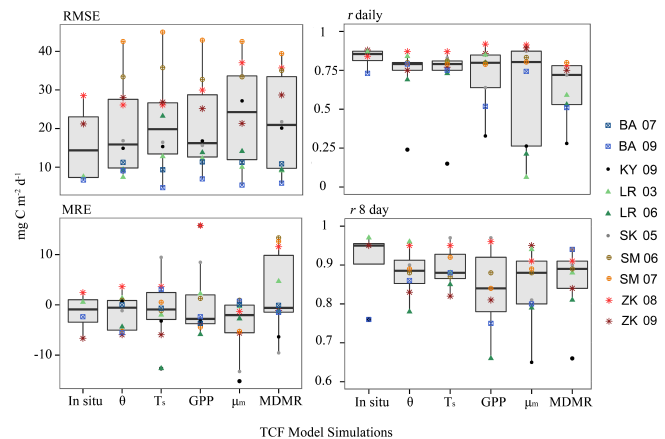 RMSE
r daily
40
30
20
10
1
0.75
0.5
0.25
0
mg C m-2 d-1
MRE
r 8 day
10
0
-10
1
0.9
0.8
0.7
0.6
In situ θ Ts GPP μm MDMR
In situ θ Ts GPP μm MDMR
TCF Model Simulations
BA 07
BA 09
KY 09
LR 03
LR 06
SK 05
SM 06
SM 07
ZK 08
ZK 09